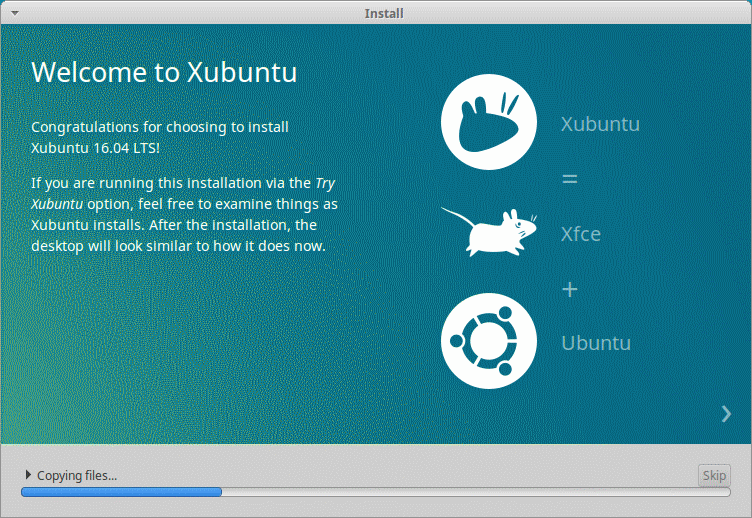 Install
Welcome to Xubuntu
Congratulations for choosing to install
Xubuntu 16.04 LTS!
If you are running this installation via the Try
Xubuntu option, feel free to examine things as
Xubuntu installs. After the installation, the
desktop will look similar to how it does now.
Xubuntu
=
Xfce
+
Ubuntu
Copying files...
Skip